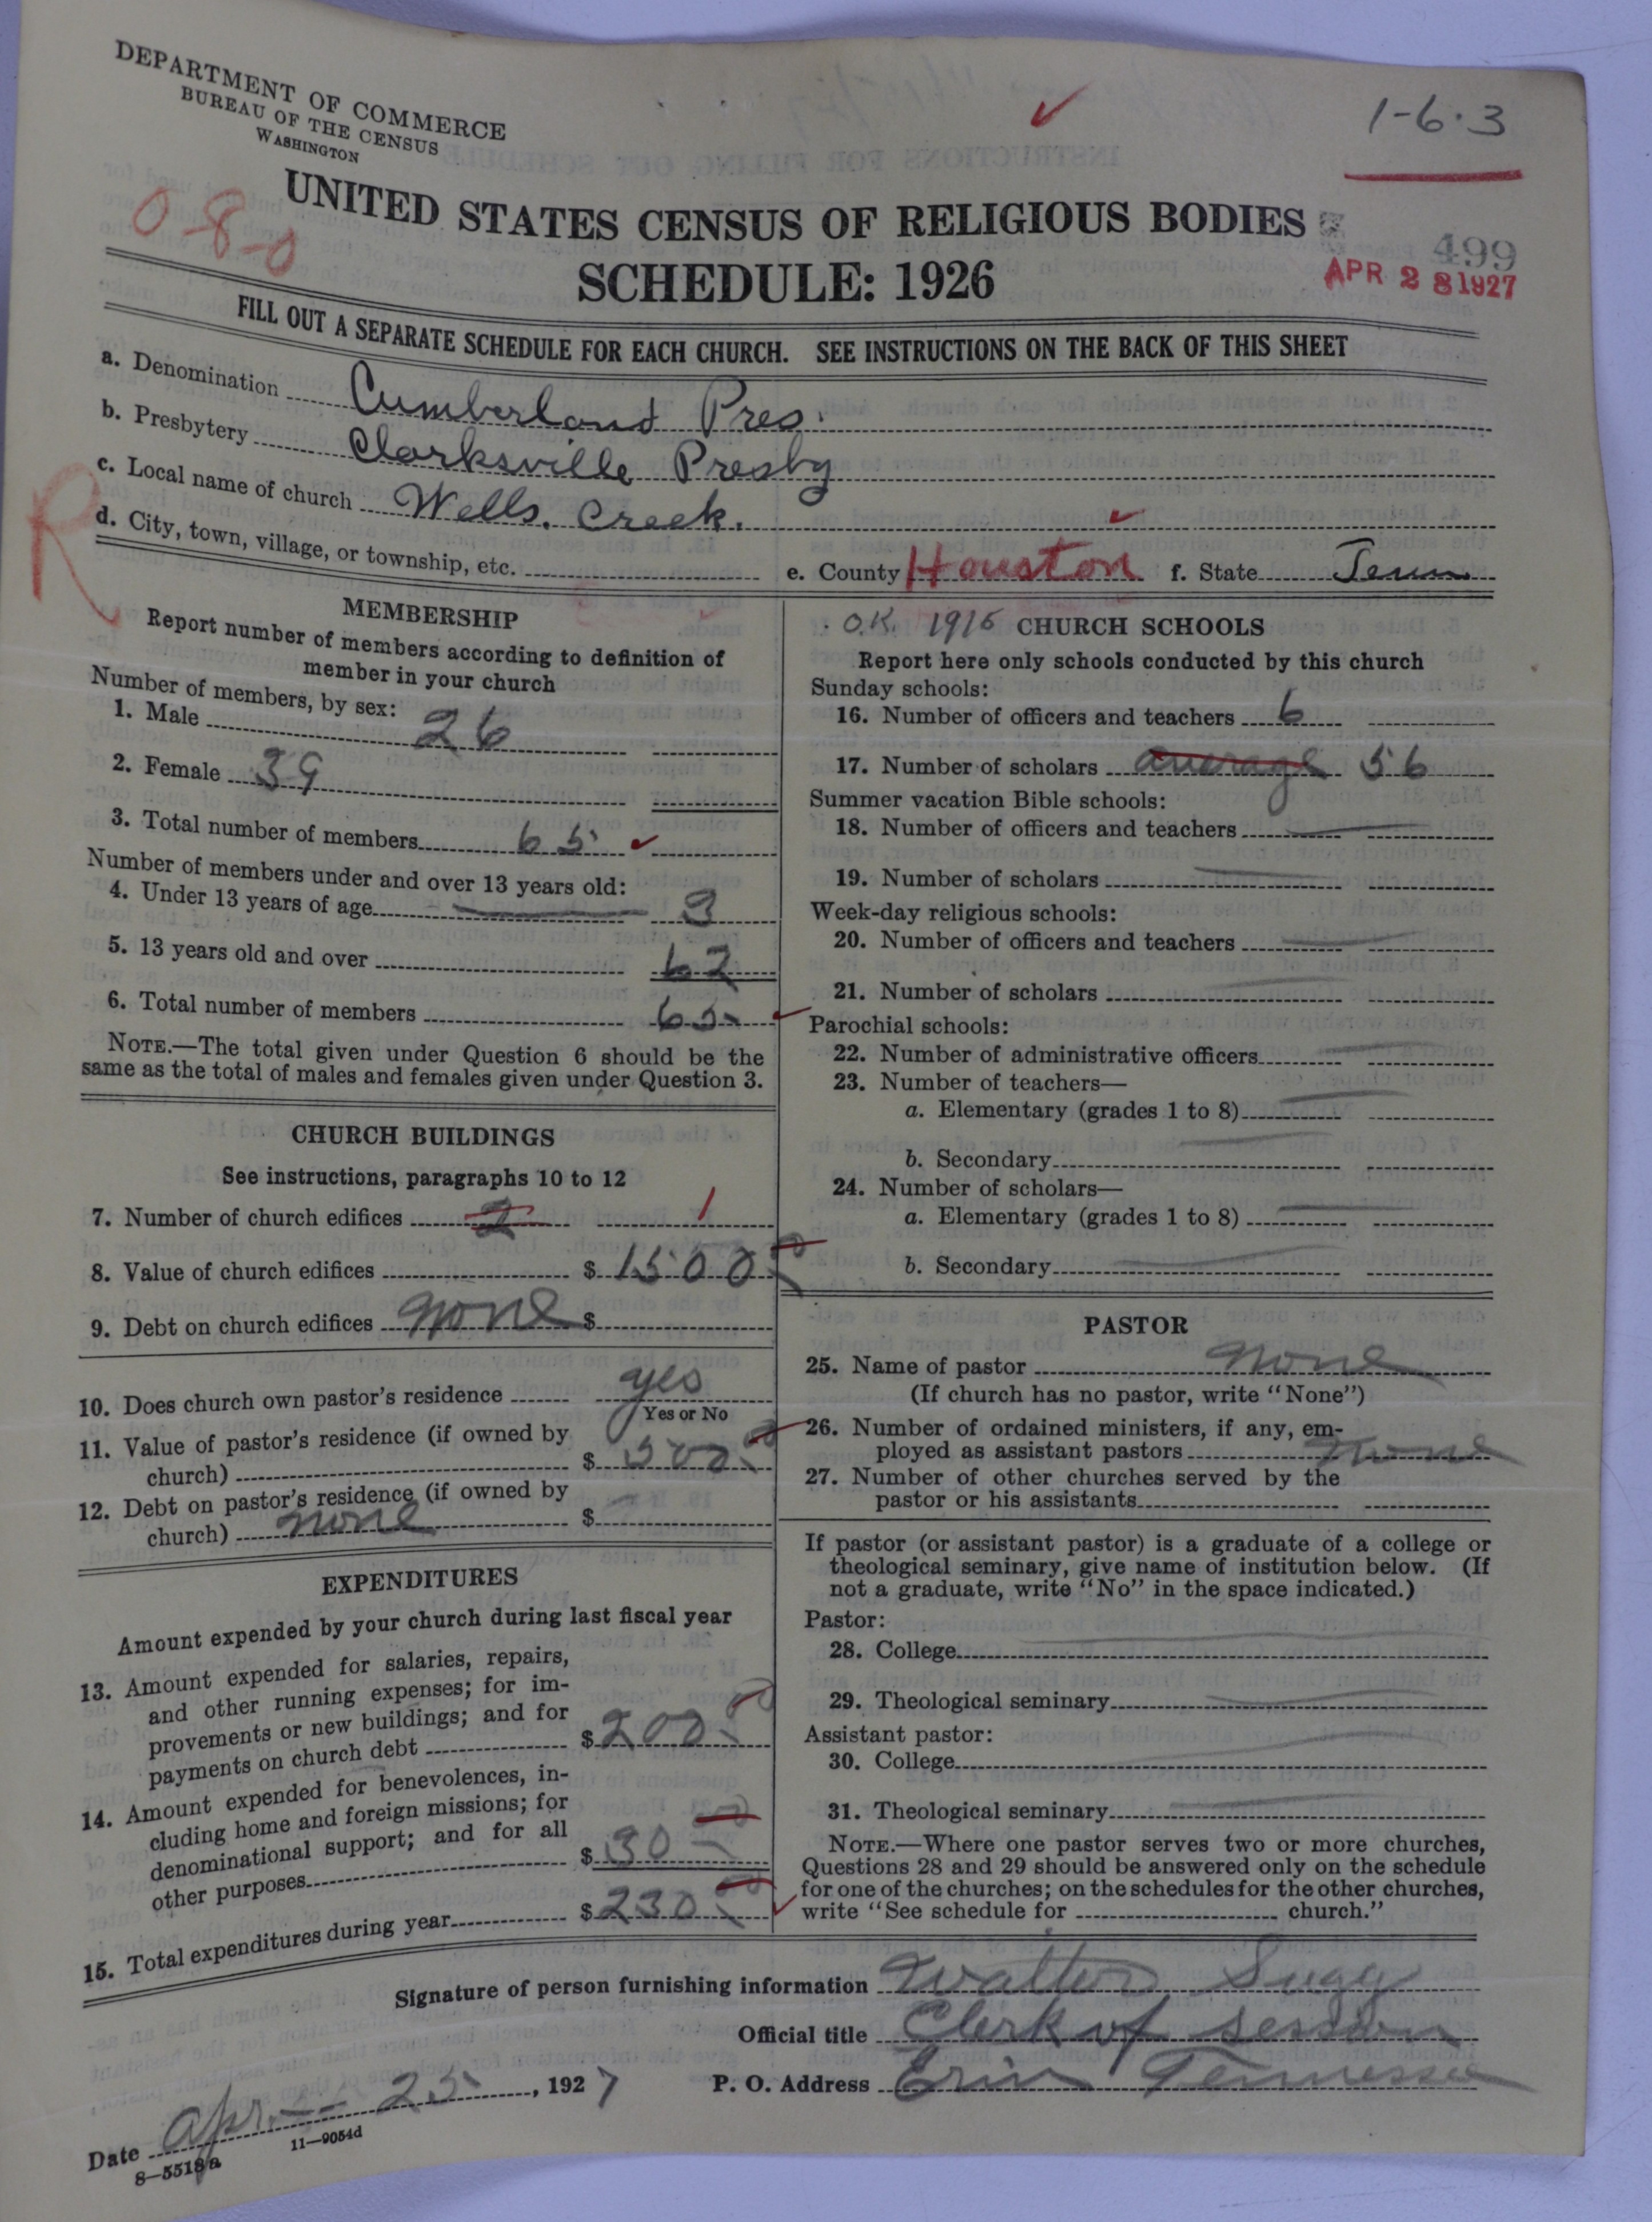 DEPARTMENT OF COMMERCE
BUREAU OF THE CENSUS
WASHINGTON
1-6.3
0-8-0
UNITED STATES CENSUS OF RELIGIOUS BODIES
SCHEDULE: 1926
499
APR 28 1927
FILL OUT A SEPARATE SCHEDULE FOR EACH CHURCH. SEE INSTRUCTIONS ON THE BACK OF THIS SHEET
a. Denomination Cumberland Pres.
b. Presbytery Clarksville Presby
c. Local name of church Wells. Creek.
R
d. City, town, village, or township, etc. e. County Houston f. State Tenn
MEMBERSHIP
Report number of members according to definition of
member in your church
Number of members, by sex:
1. Male 26
2. Female 39
3. Total number of members 65
Number of members under and over 13 years old:
4. Under 13 years of age 3
5. 13 years old and over 62
6. Total number of members 65
NOTE.—The total given under Question 6 should be the
same as the total of males and females given under Question 3.
CHURCH BUILDINGS
See instructions, paragraphs 10 to 12
7. Number of church edifices 2 1
8. Value of church edifices $ 1500
9. Debt on church edifices none $
10. Does church own pastor's residence yes
Yes or No
11. Value of pastor's residence (if owned by
church) $ 500
12. Debt on pastor's residence (if owned by
church) none $
EXPENDITURES
Amount expended by your church during last fiscal year
13. Amount expended for salaries, repairs,
and other running expenses; for im-
provements or new buildings; and for
payments on church debt $ 200
14. Amount expended for benevolences, in-
cluding home and foreign missions; for
denominational support; and for all
other purposes $ 30
15. Total expenditures during year $ 230
O.K. 1916 CHURCH SCHOOLS
Report here only schools conducted by this church
Sunday schools:
16. Number of officers and teachers 6
17. Number of scholars average 56
Summer vacation Bible schools:
18. Number of officers and teachers
19. Number of scholars
Week-day religious schools:
20. Number of officers and teachers
21. Number of scholars
Parochial schools:
22. Number of administrative officers
23. Number of teachers—
a. Elementary (grades 1 to 8)
b. Secondary
24. Number of scholars—
a. Elementary (grades 1 to 8)
b. Secondary
PASTOR
25. Name of pastor none
(If church has no pastor, write "None")
26. Number of ordained ministers, if any, em-
ployed as assistant pastors none
27. Number of other churches served by the
pastor or his assistants
If pastor (or assistant pastor) is a graduate of a college or
theological seminary, give name of institution below. (If
not a graduate, write "No" in the space indicated.)
Pastor:
28. College
29. Theological seminary
Assistant pastor:
30. College
31. Theological seminary
NOTE.—Where one pastor serves two or more churches,
Questions 28 and 29 should be answered only on the schedule
for one of the churches; on the schedules for the other churches,
write "See schedule for church."
Signature of person furnishing information Walter Sugg
Official title Clerk of session
P. O. Address Erin Tennessee
Date Apr. 25, 1927
11—9054d
8—5518a